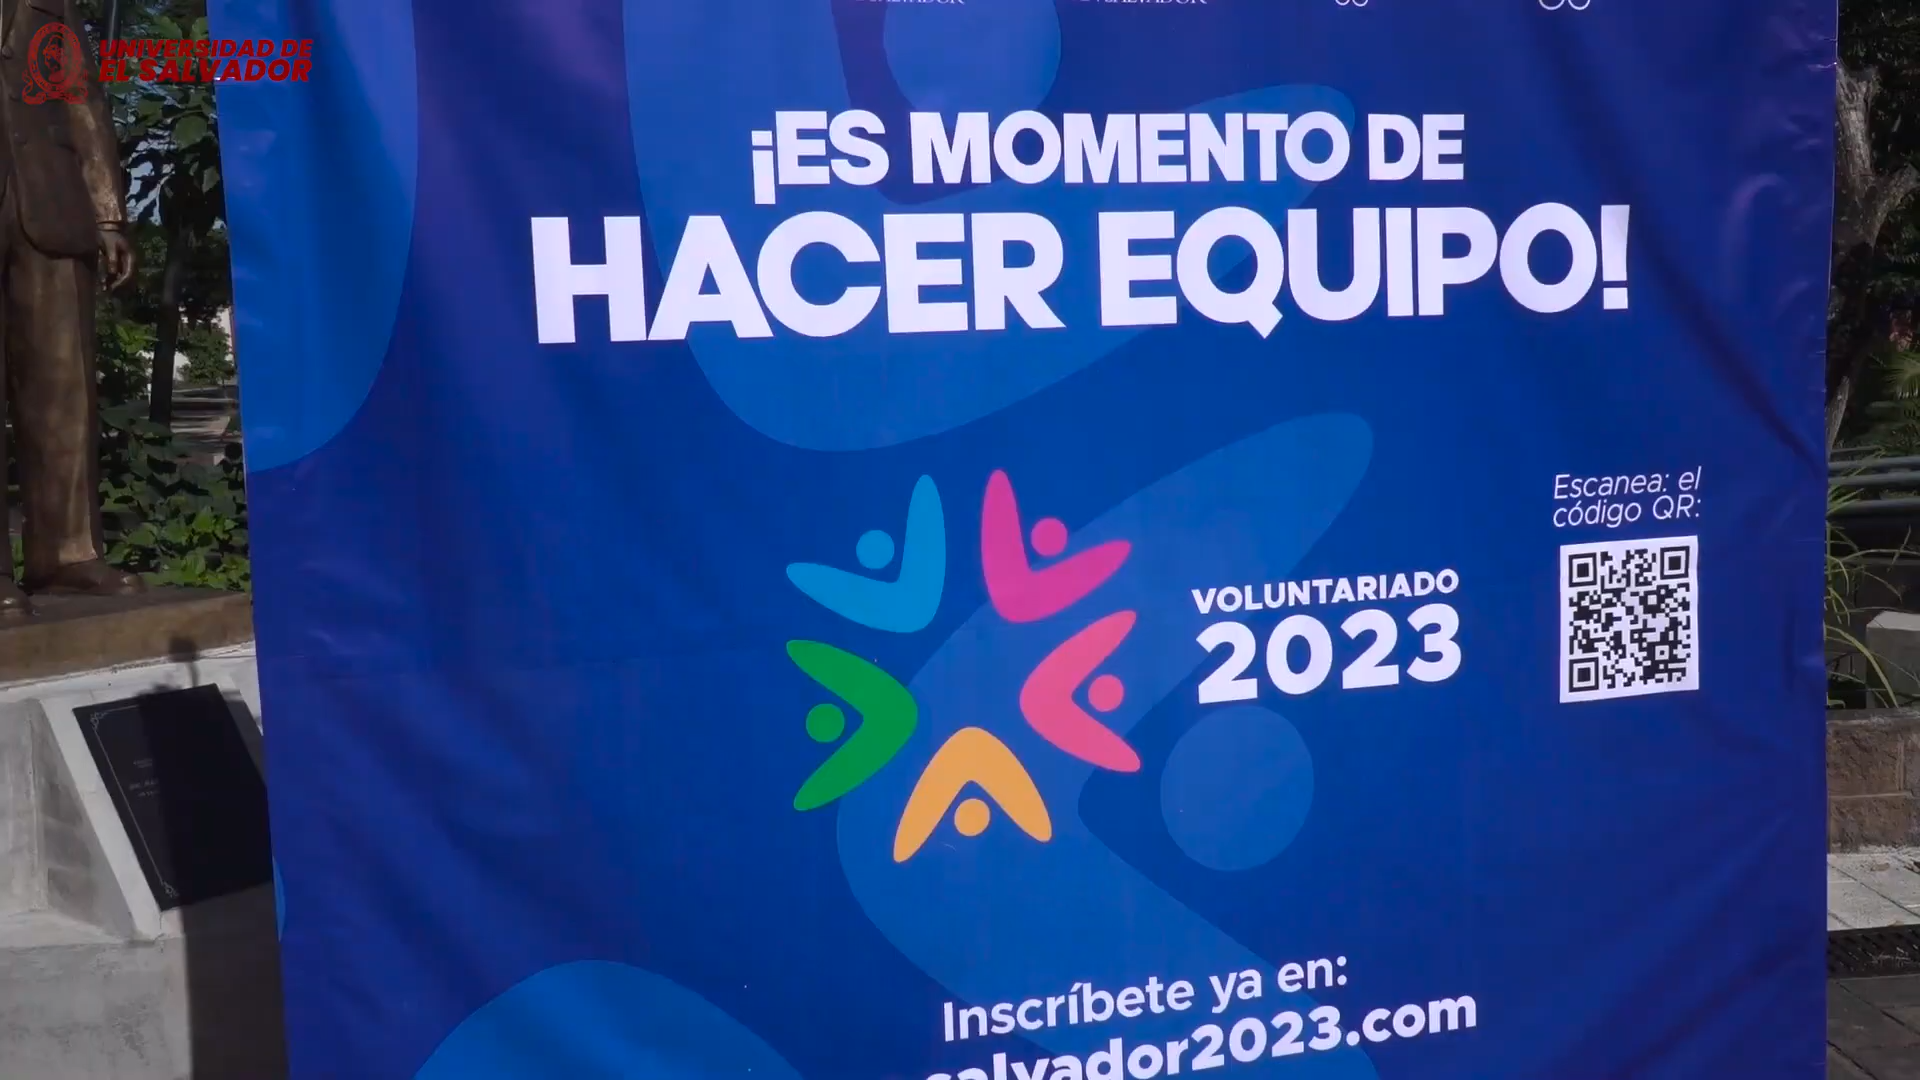 UNIVERSIDAD DE
EL SALVADOR
¡ES MOMENTO DE
HACER EQUIPO!
Escanea: el
código QR:
VOLUNTARIADO
2023
Inscríbete ya en:
salvador2023.com